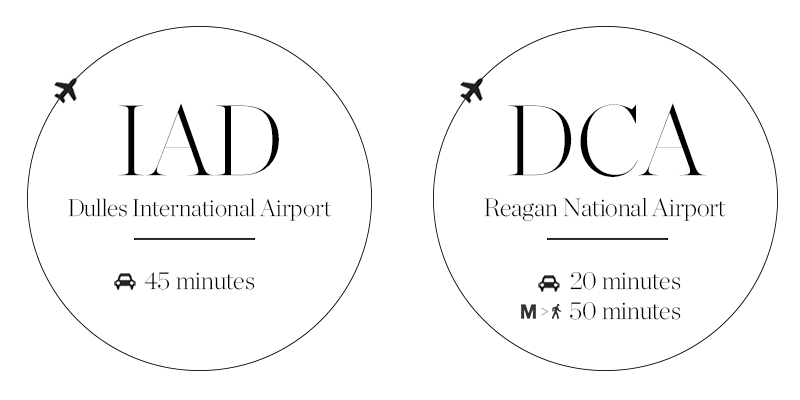 IAD
Dulles International Airport
45 minutes
DCA
Reagan National Airport
20 minutes
M > 50 minutes